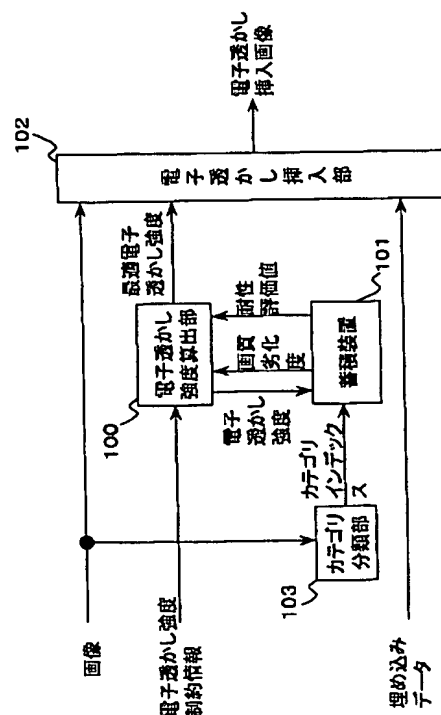 画像
電子透かし強度
制約情報
埋め込み
データ
103
カテゴリ
分類部
カテゴリ
インデック
ス
100
電子透かし
強度算出部
電子
透かし
強度
画質
劣化
度
耐性
評価値
101
蓄積装置
最適電子
透かし強度
102
電子透かし挿入部
電子透かし
挿入画像